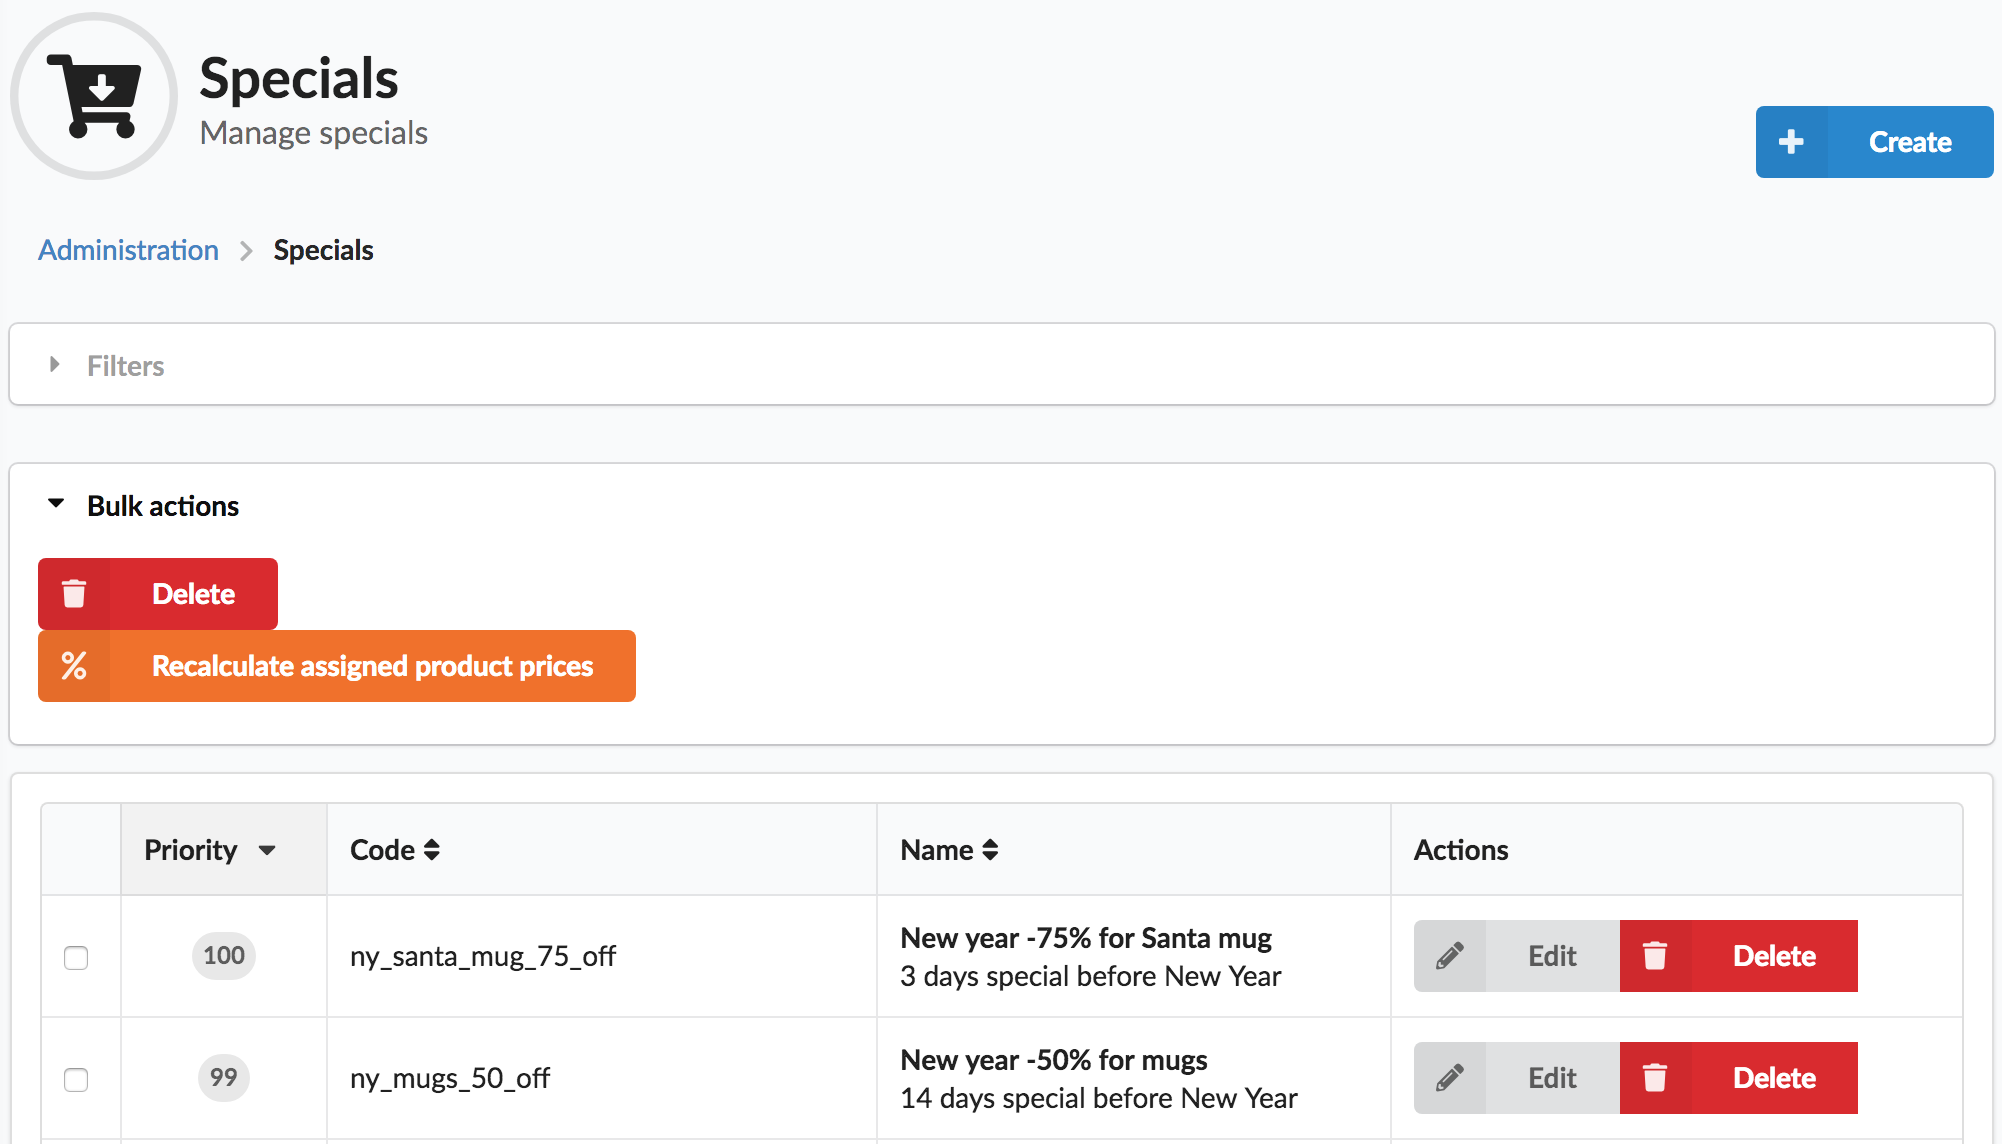 Specials
Manage specials
Create
Administration > Specials
Filters
Bulk actions
Delete
% Recalculate assigned product prices
Priority Code Name Actions
100 ny_santa_mug_75_off New year -75% for Santa mug Edit Delete
3 days special before New Year
99 ny_mugs_50_off New year -50% for mugs Edit Delete
14 days special before New Year